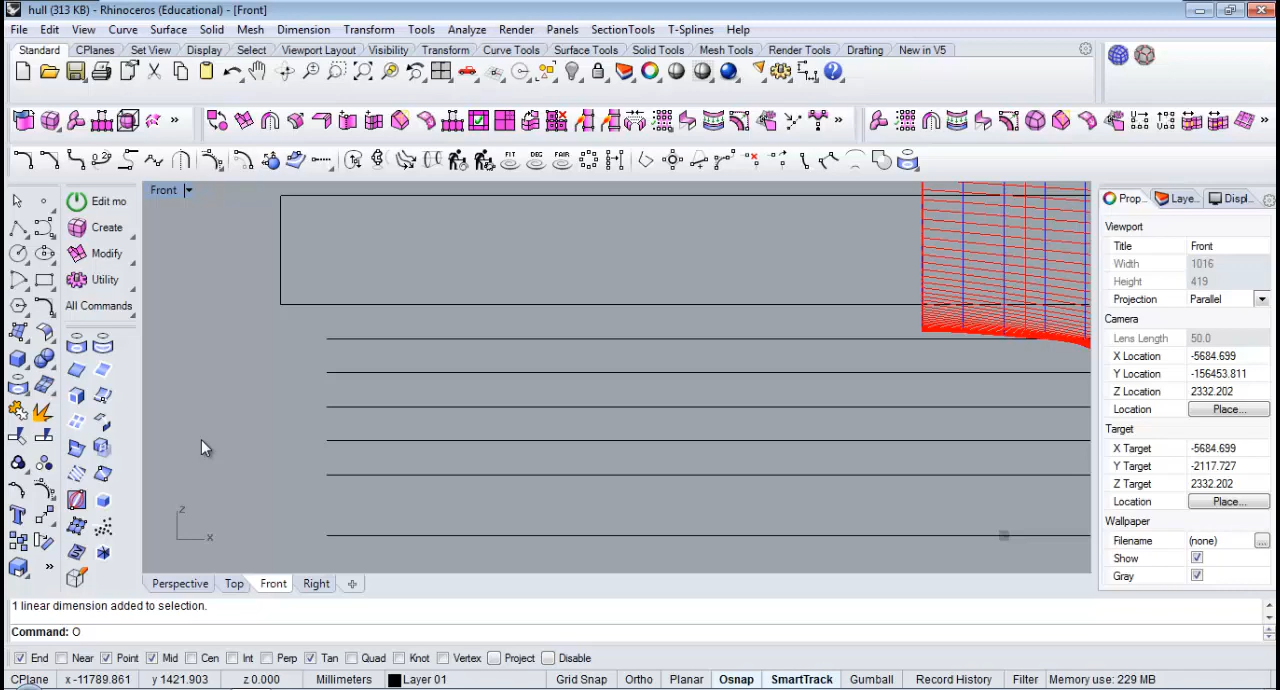 hull (313 KB) - Rhinoceros (Educational) - [Front]
File Edit View Curve Surface Solid Mesh Dimension Transform Tools Analyze Render Panels SectionTools T-Splines Help
Standard CPlanes Set View Display Select Viewport Layout Visibility Transform Curve Tools Surface Tools Solid Tools Mesh Tools Render Tools Drafting New in V5
FIT DEG FAIR
Front
Edit mo
Create
Modify
Utility
All Commands
z
x
Prop... Laye... Displ...
Viewport
Title Front
Width 1016
Height 419
Projection Parallel
Camera
Lens Length 50.0
X Location -5684.699
Y Location -156453.811
Z Location 2332.202
Location Place...
Target
X Target -5684.699
Y Target -2117.727
Z Target 2332.202
Location Place...
Wallpaper
Filename (none) ...
Show
Gray
Perspective Top Front Right
1 linear dimension added to selection.
Command: O
End Near Point Mid Cen Int Perp Tan Quad Knot Vertex Project Disable
CPlane x -11789.861 y 1421.903 z 0.000 Millimeters Layer 01 Grid Snap Ortho Planar Osnap SmartTrack Gumball Record History Filter Memory use: 229 MB